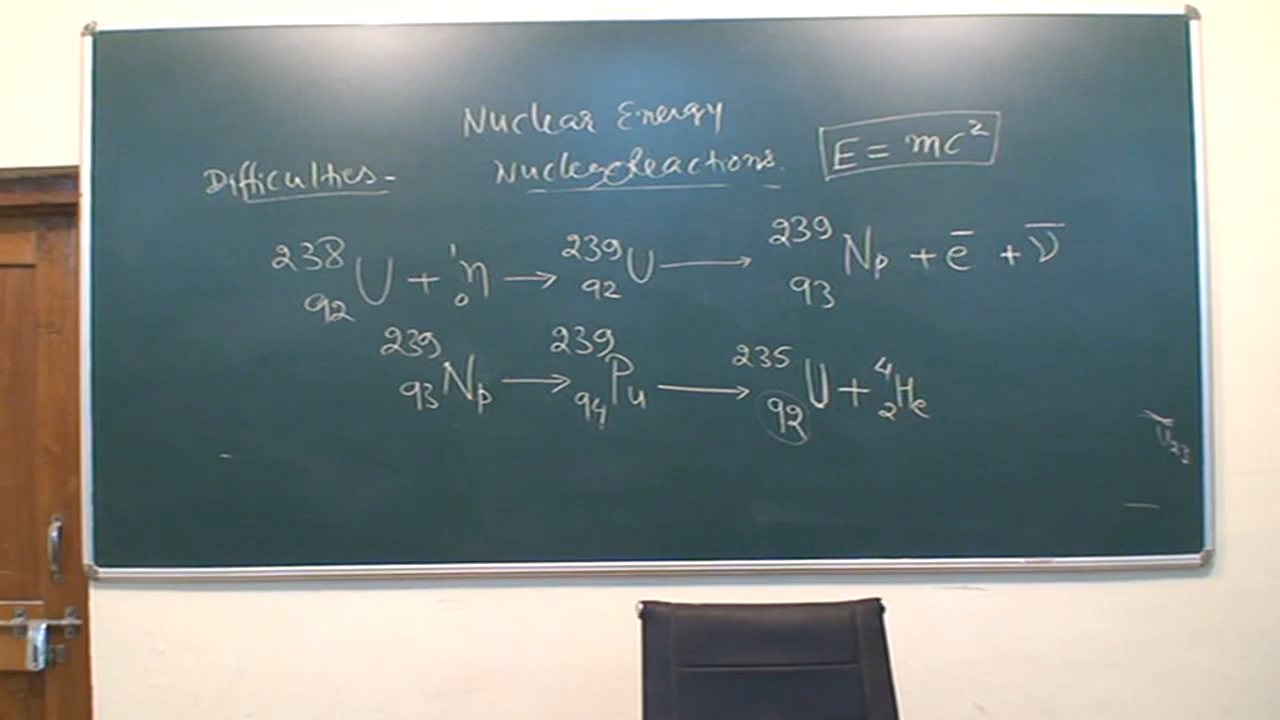 Nuclear Energy
Difficulties - Nuclear Reactions. E = mc²
²³⁸₉₂U + ¹₀n → ²³⁹₉₂U → ²³⁹₉₃Np + e̅ + ν̅
²³⁹₉₃Np → ²³⁹₉₄Pu → ²³⁵₉₂U + ⁴₂He